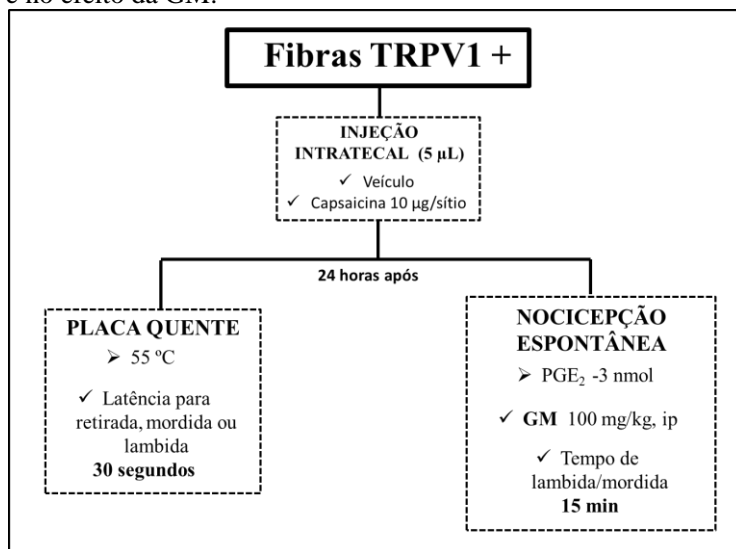 e no efeito da GM.
Fibras TRPV1 +
INJEÇÃO
INTRATECAL (5 µL)
✓ Veículo
✓ Capsaicina 10 µg/sítio
24 horas após
PLACA QUENTE
➢ 55 ºC
✓ Latência para
retirada, mordida ou
lambida
30 segundos
NOCICEPÇÃO
ESPONTÂNEA
➢ PGE₂ -3 nmol
✓ GM 100 mg/kg, ip
✓ Tempo de
lambida/mordida
15 min